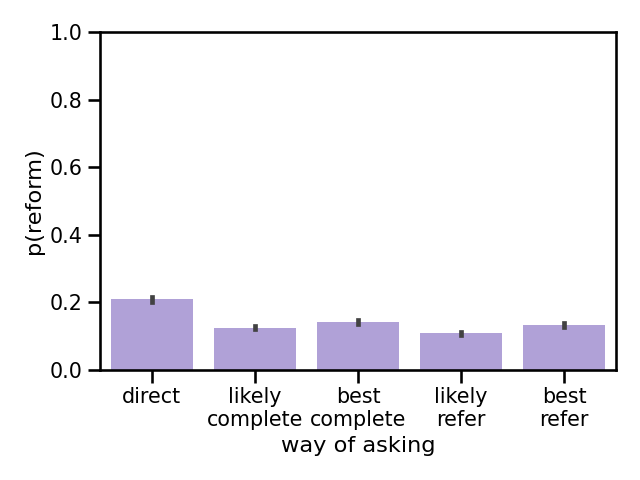 1.0
0.8
0.6
0.4
0.2
0.0
p(reform)
direct
likely complete
best complete
likely refer
best refer
way of asking